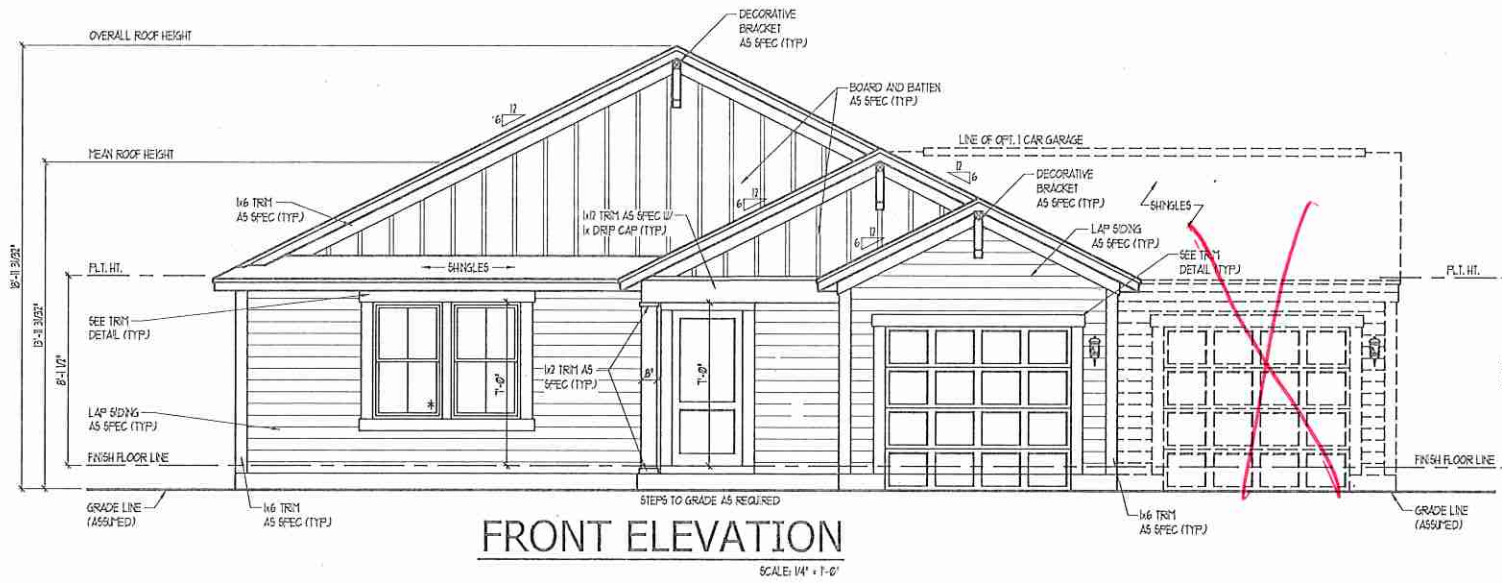 OVERALL ROOF HEIGHT
DECORATIVE
BRACKET
AS SPEC (TYP.)
12
6
BOARD AND BATTEN
AS SPEC (TYP.)
LINE OF OPT. 1 CAR GARAGE
MEAN ROOF HEIGHT
12
6
DECORATIVE
BRACKET
AS SPEC (TYP.)
SHINGLES
1x6 TRIM
AS SPEC (TYP.)
12
6
1x12 TRIM AS SPEC W/
1x DRIP CAP (TYP.)
12
6
LAP SIDING
AS SPEC (TYP.)
SEE TRIM
DETAIL (TYP.)
PLT. HT.
SHINGLES
PLT. HT.
18'-11 31/32"
13'-11 31/32"
8'-1 1/2"
SEE TRIM
DETAIL (TYP.)
7'-0"
1x2 TRIM AS
SPEC (TYP.)
8"
7'-0"
*
LAP SIDING
AS SPEC (TYP.)
FINISH FLOOR LINE
FINISH FLOOR LINE
GRADE LINE
(ASSUMED)
1x6 TRIM
AS SPEC (TYP.)
STEPS TO GRADE AS REQUIRED
1x6 TRIM
AS SPEC (TYP.)
GRADE LINE
(ASSUMED)
FRONT ELEVATION
SCALE: 1/4" = 1'-0"